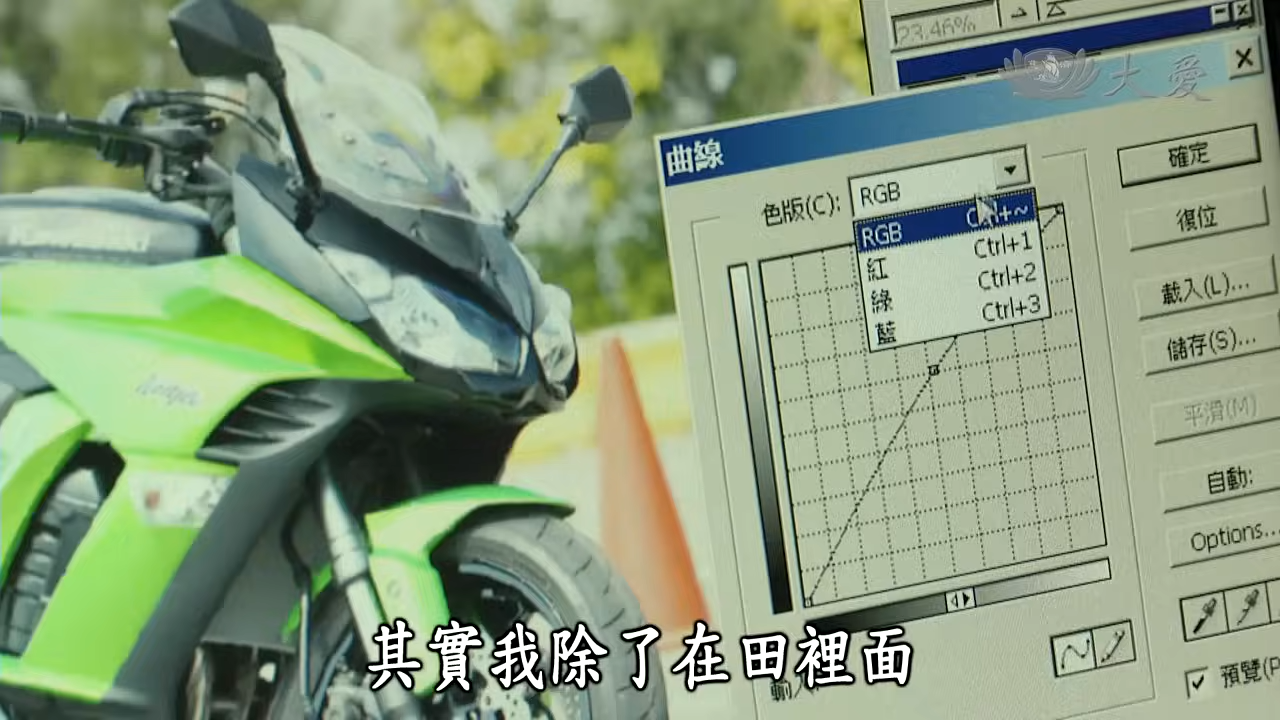 23.46%
大愛
曲線
確定
色版(C): RGB
RGB Ctrl+~
紅 Ctrl+1
綠 Ctrl+2
藍 Ctrl+3
復位
載入(L)...
儲存(S)...
平滑(M)
自動:
Options...
預覽(P
其實我除了在田裡面